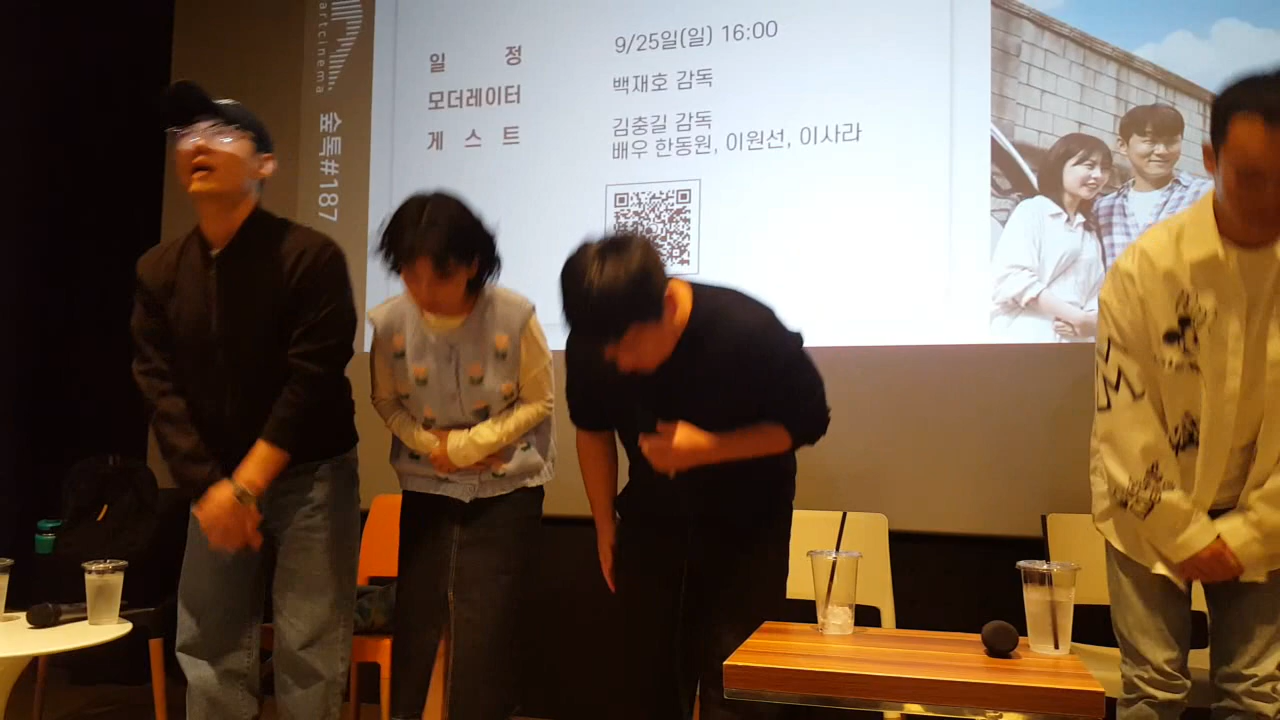 artcinema
숲톡#187
일 정
9/25일(일) 16:00
모더레이터
백재호 감독
게 스 트
김충길 감독
배우 한동원, 이원선, 이사라